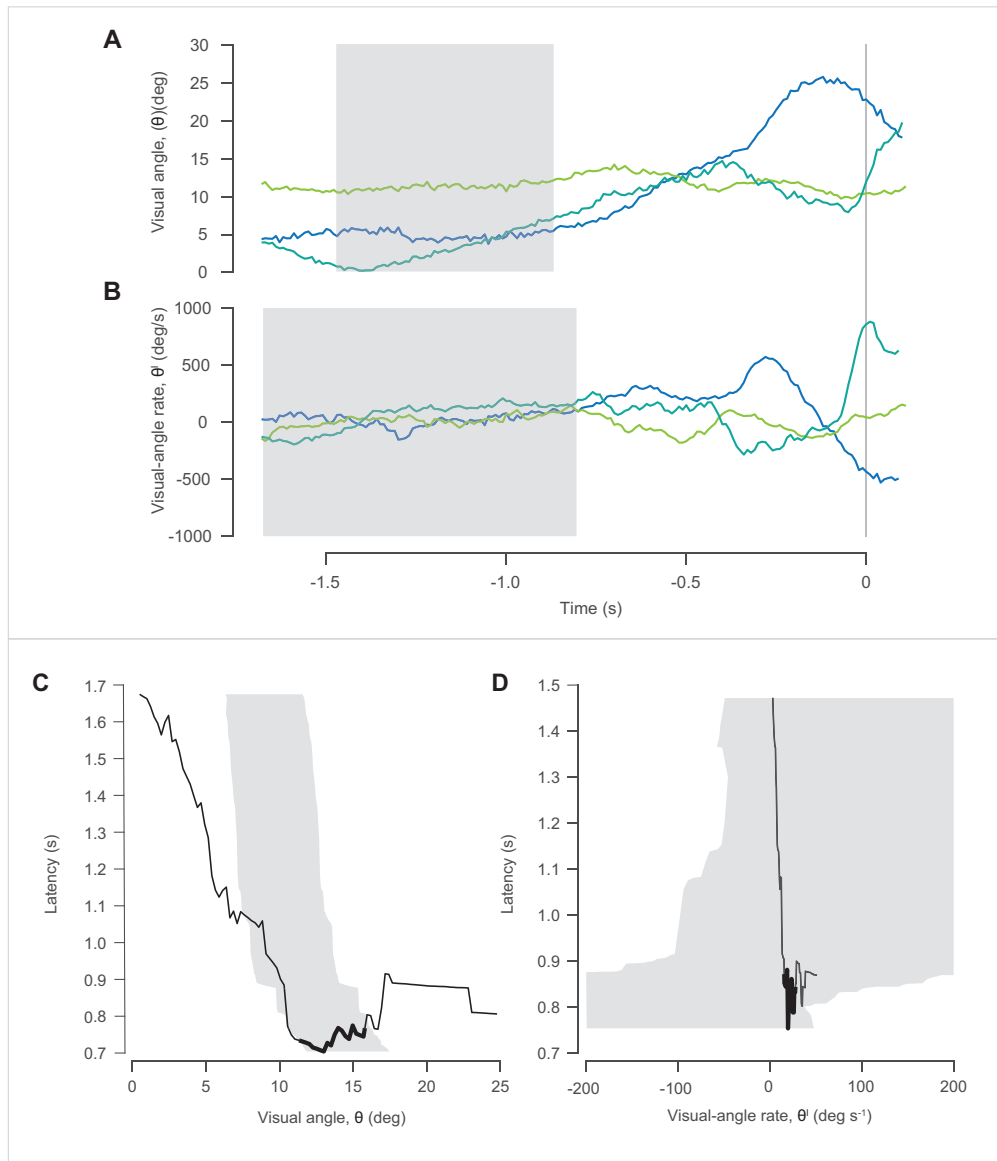 A
30
25
20
15
10
5
0
Visual angle, (θ)(deg)
B
1000
500
0
-500
-1000
Visual-angle rate, θ' (deg/s)
-1.5 -1.0 -0.5 0
Time (s)
C
1.7
1.6
1.5
1.4
1.3
1.2
1.1
1.0
0.9
0.8
0.7
Latency (s)
0 5 10 15 20 25
Visual angle, θ (deg)
D
1.5
1.4
1.3
1.2
1.1
1.0
0.9
0.8
0.7
Latency (s)
-200 -100 0 100 200
Visual-angle rate, θ' (deg s⁻¹)